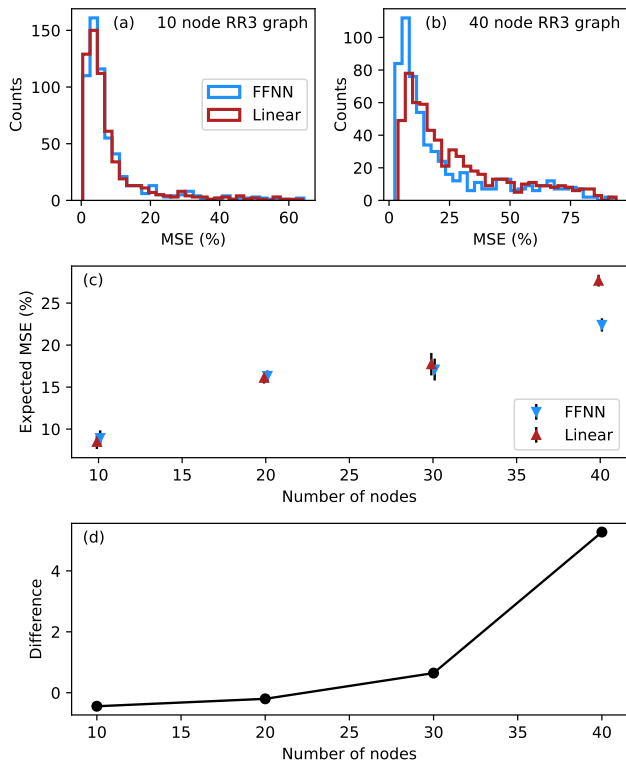 (a) 10 node RR3 graph
150
100
50
0
Counts
FFNN
Linear
0 20 40 60
MSE (%)
(b) 40 node RR3 graph
100
80
60
40
20
0
Counts
0 25 50 75
MSE (%)
(c)
25
20
15
10
Expected MSE (%)
FFNN
Linear
10 15 20 25 30 35 40
Number of nodes
(d)
4
2
0
Difference
10 15 20 25 30 35 40
Number of nodes